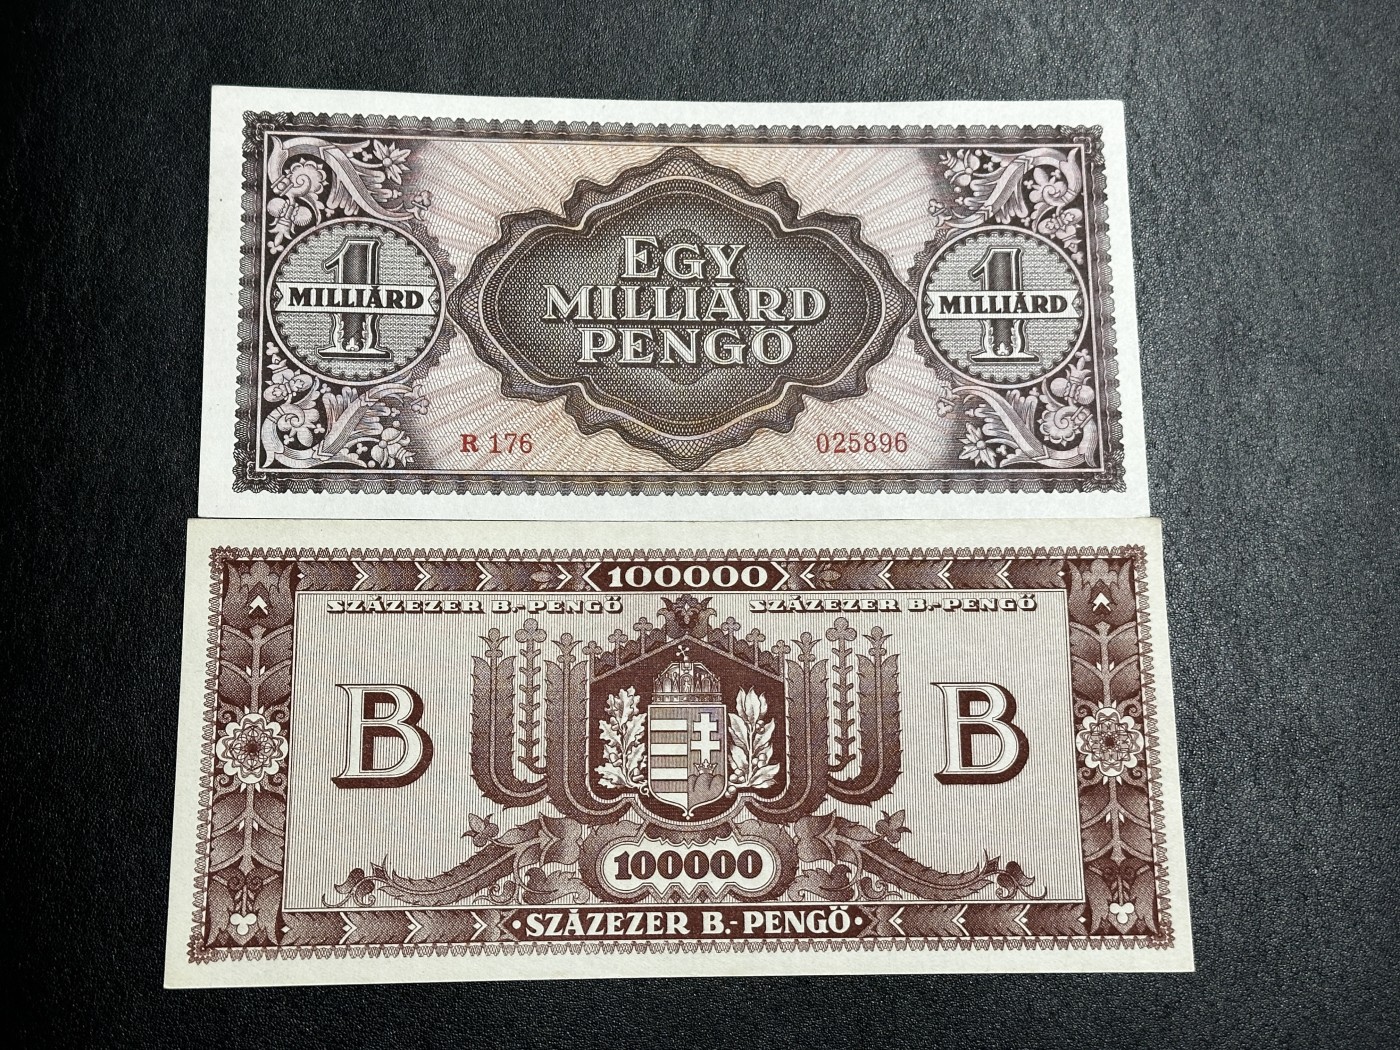 EGY
MILLIÁRD
PENGŐ
1
MILLIÁRD
1
MILLIÁRD
R 176
025896
100000
SZÁZEZER B.-PENGŐ
SZÁZEZER B.-PENGŐ
B
B
100000
·SZÁZEZER B.-PENGŐ·